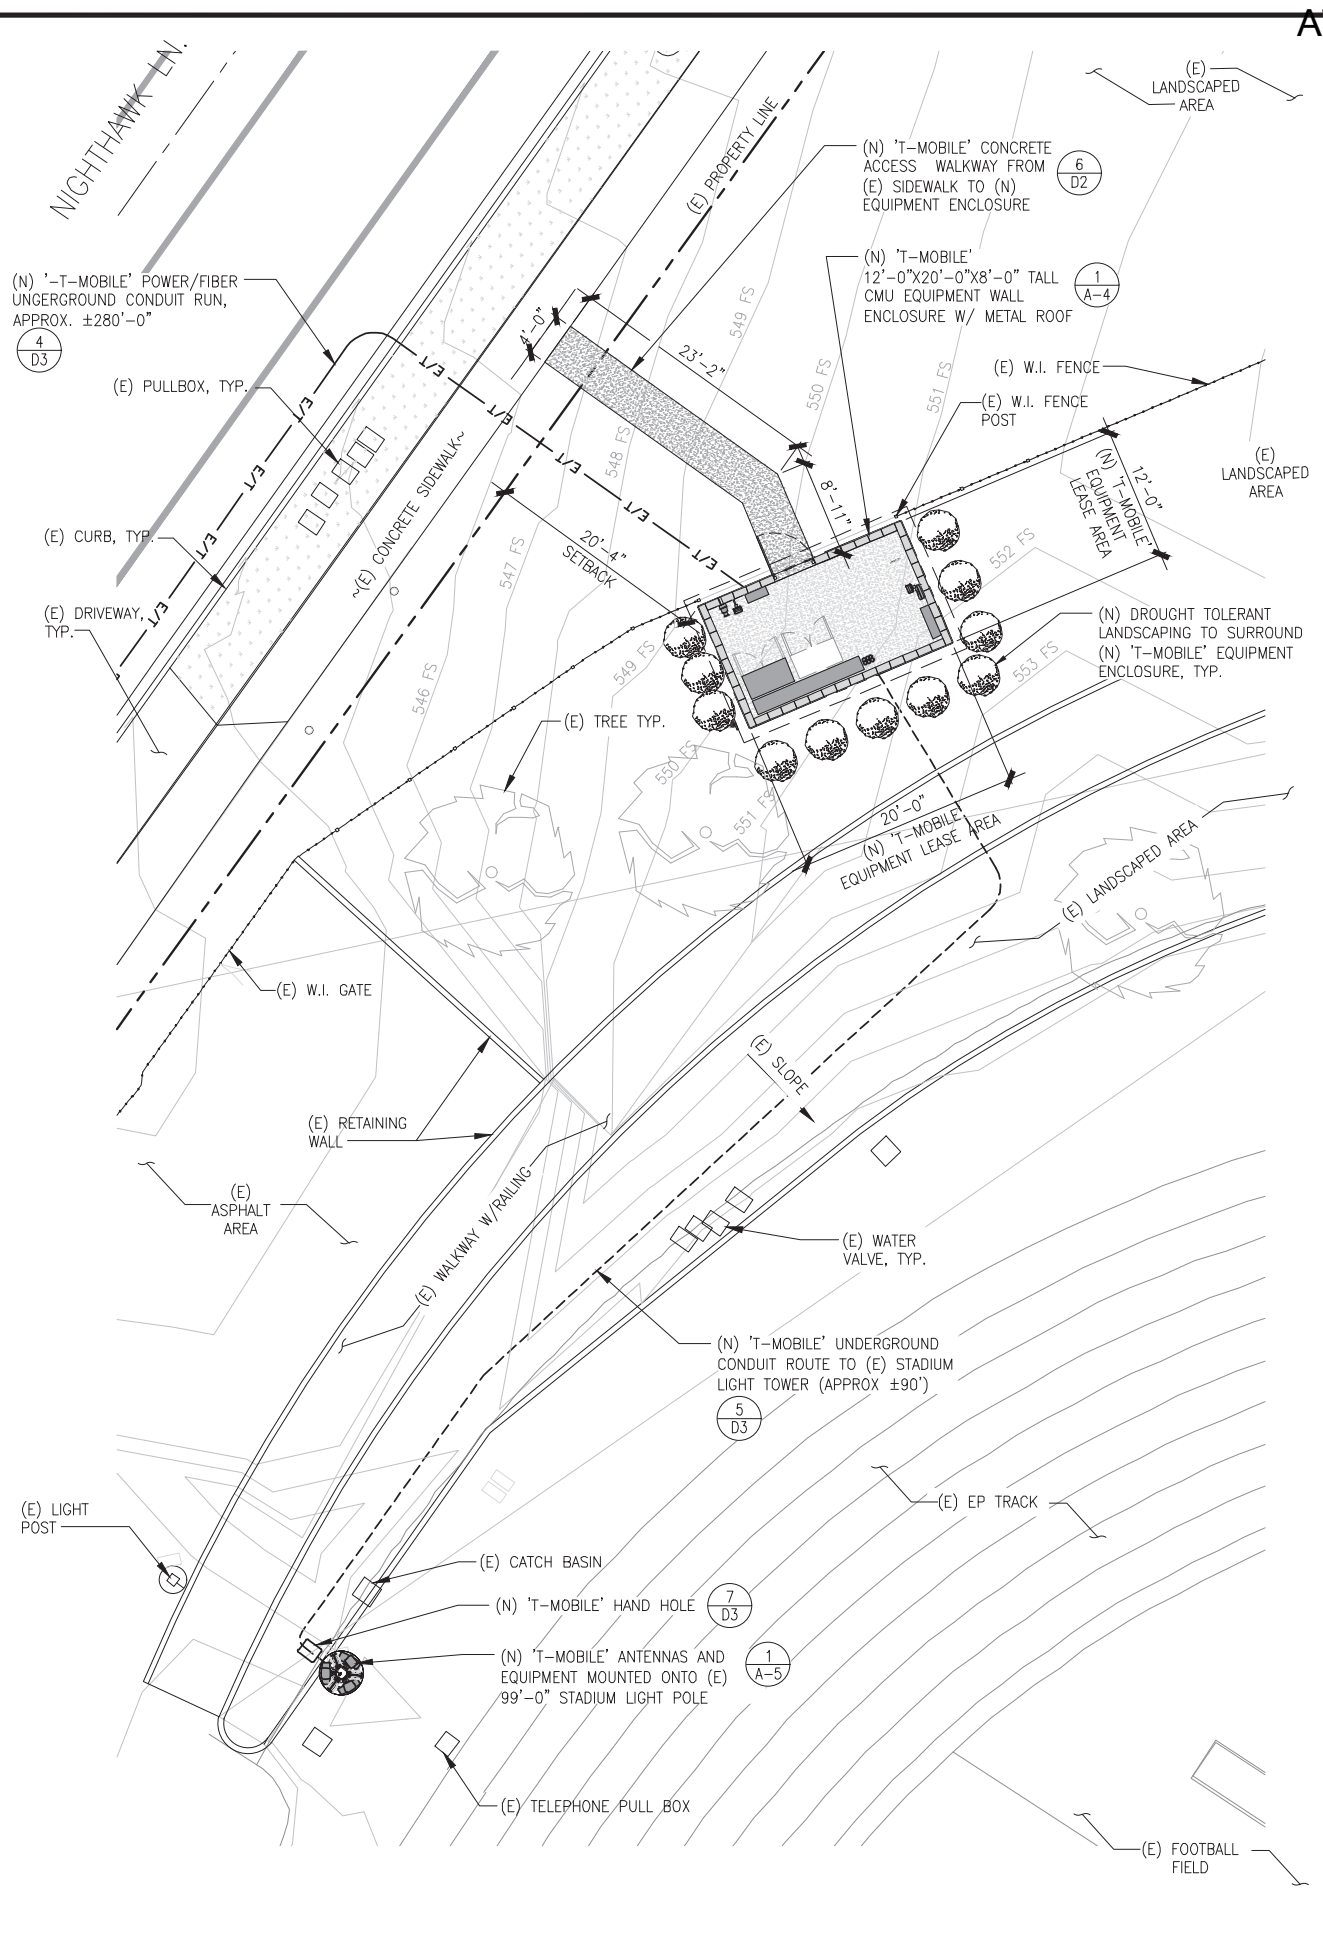 A
NIGHTHAWK LN.
(E)
LANDSCAPED
AREA
(E) PROPERTY LINE
(N) 'T-MOBILE' CONCRETE
ACCESS WALKWAY FROM
(E) SIDEWALK TO (N)
EQUIPMENT ENCLOSURE
6
D2
(N) 'T-MOBILE'
12'-0"X20'-0"X8'-0" TALL
CMU EQUIPMENT WALL
ENCLOSURE W/ METAL ROOF
1
A-4
(N) '-T-MOBILE' POWER/FIBER
UNGERGROUND CONDUIT RUN,
APPROX. ±280'-0"
4
D3
(E) PULLBOX, TYP.
4'-0"
23'-2"
549 FS
550 FS
551 FS
(E) W.I. FENCE
(E) W.I. FENCE
POST
E/T
E/T
E/T
E/T
E/T
E/T
E/T
E/T
E/T
~(E) CONCRETE SIDEWALK~
548 FS
547 FS
546 FS
8'-11"
12'-0"
(N) 'T-MOBILE'
EQUIPMENT
LEASE AREA
(E)
LANDSCAPED
AREA
(E) CURB, TYP.
20'-4"
SETBACK
552 FS
(E) DRIVEWAY,
TYP.
(N) DROUGHT TOLERANT
LANDSCAPING TO SURROUND
(N) 'T-MOBILE' EQUIPMENT
ENCLOSURE, TYP.
549 FS
553 FS
(E) TREE TYP.
550 FS
551 FS
20'-0"
(N) 'T-MOBILE'
EQUIPMENT LEASE AREA
(E) LANDSCAPED AREA
(E) W.I. GATE
(E) SLOPE
(E) RETAINING
WALL
(E)
ASPHALT
AREA
(E) WALKWAY W/RAILING
(E) WATER
VALVE, TYP.
(N) 'T-MOBILE' UNDERGROUND
CONDUIT ROUTE TO (E) STADIUM
LIGHT TOWER (APPROX ±90')
5
D3
(E) LIGHT
POST
(E) EP TRACK
(E) CATCH BASIN
(N) 'T-MOBILE' HAND HOLE
7
D3
(N) 'T-MOBILE' ANTENNAS AND
EQUIPMENT MOUNTED ONTO (E)
99'-0" STADIUM LIGHT POLE
1
A-5
(E) TELEPHONE PULL BOX
(E) FOOTBALL
FIELD